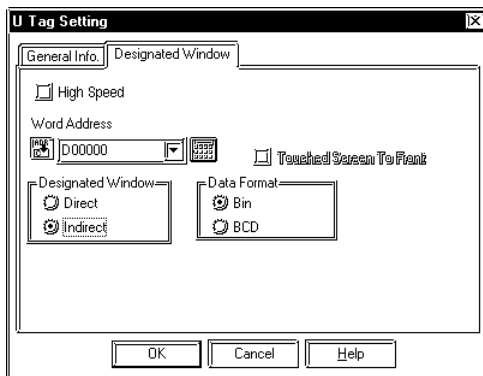 U Tag Setting
General Info. Designated Window
High Speed
Word Address
D00000
Touched Screen To Front
Designated Window Data Format
Direct Bin
Indirect BCD
OK Cancel Help